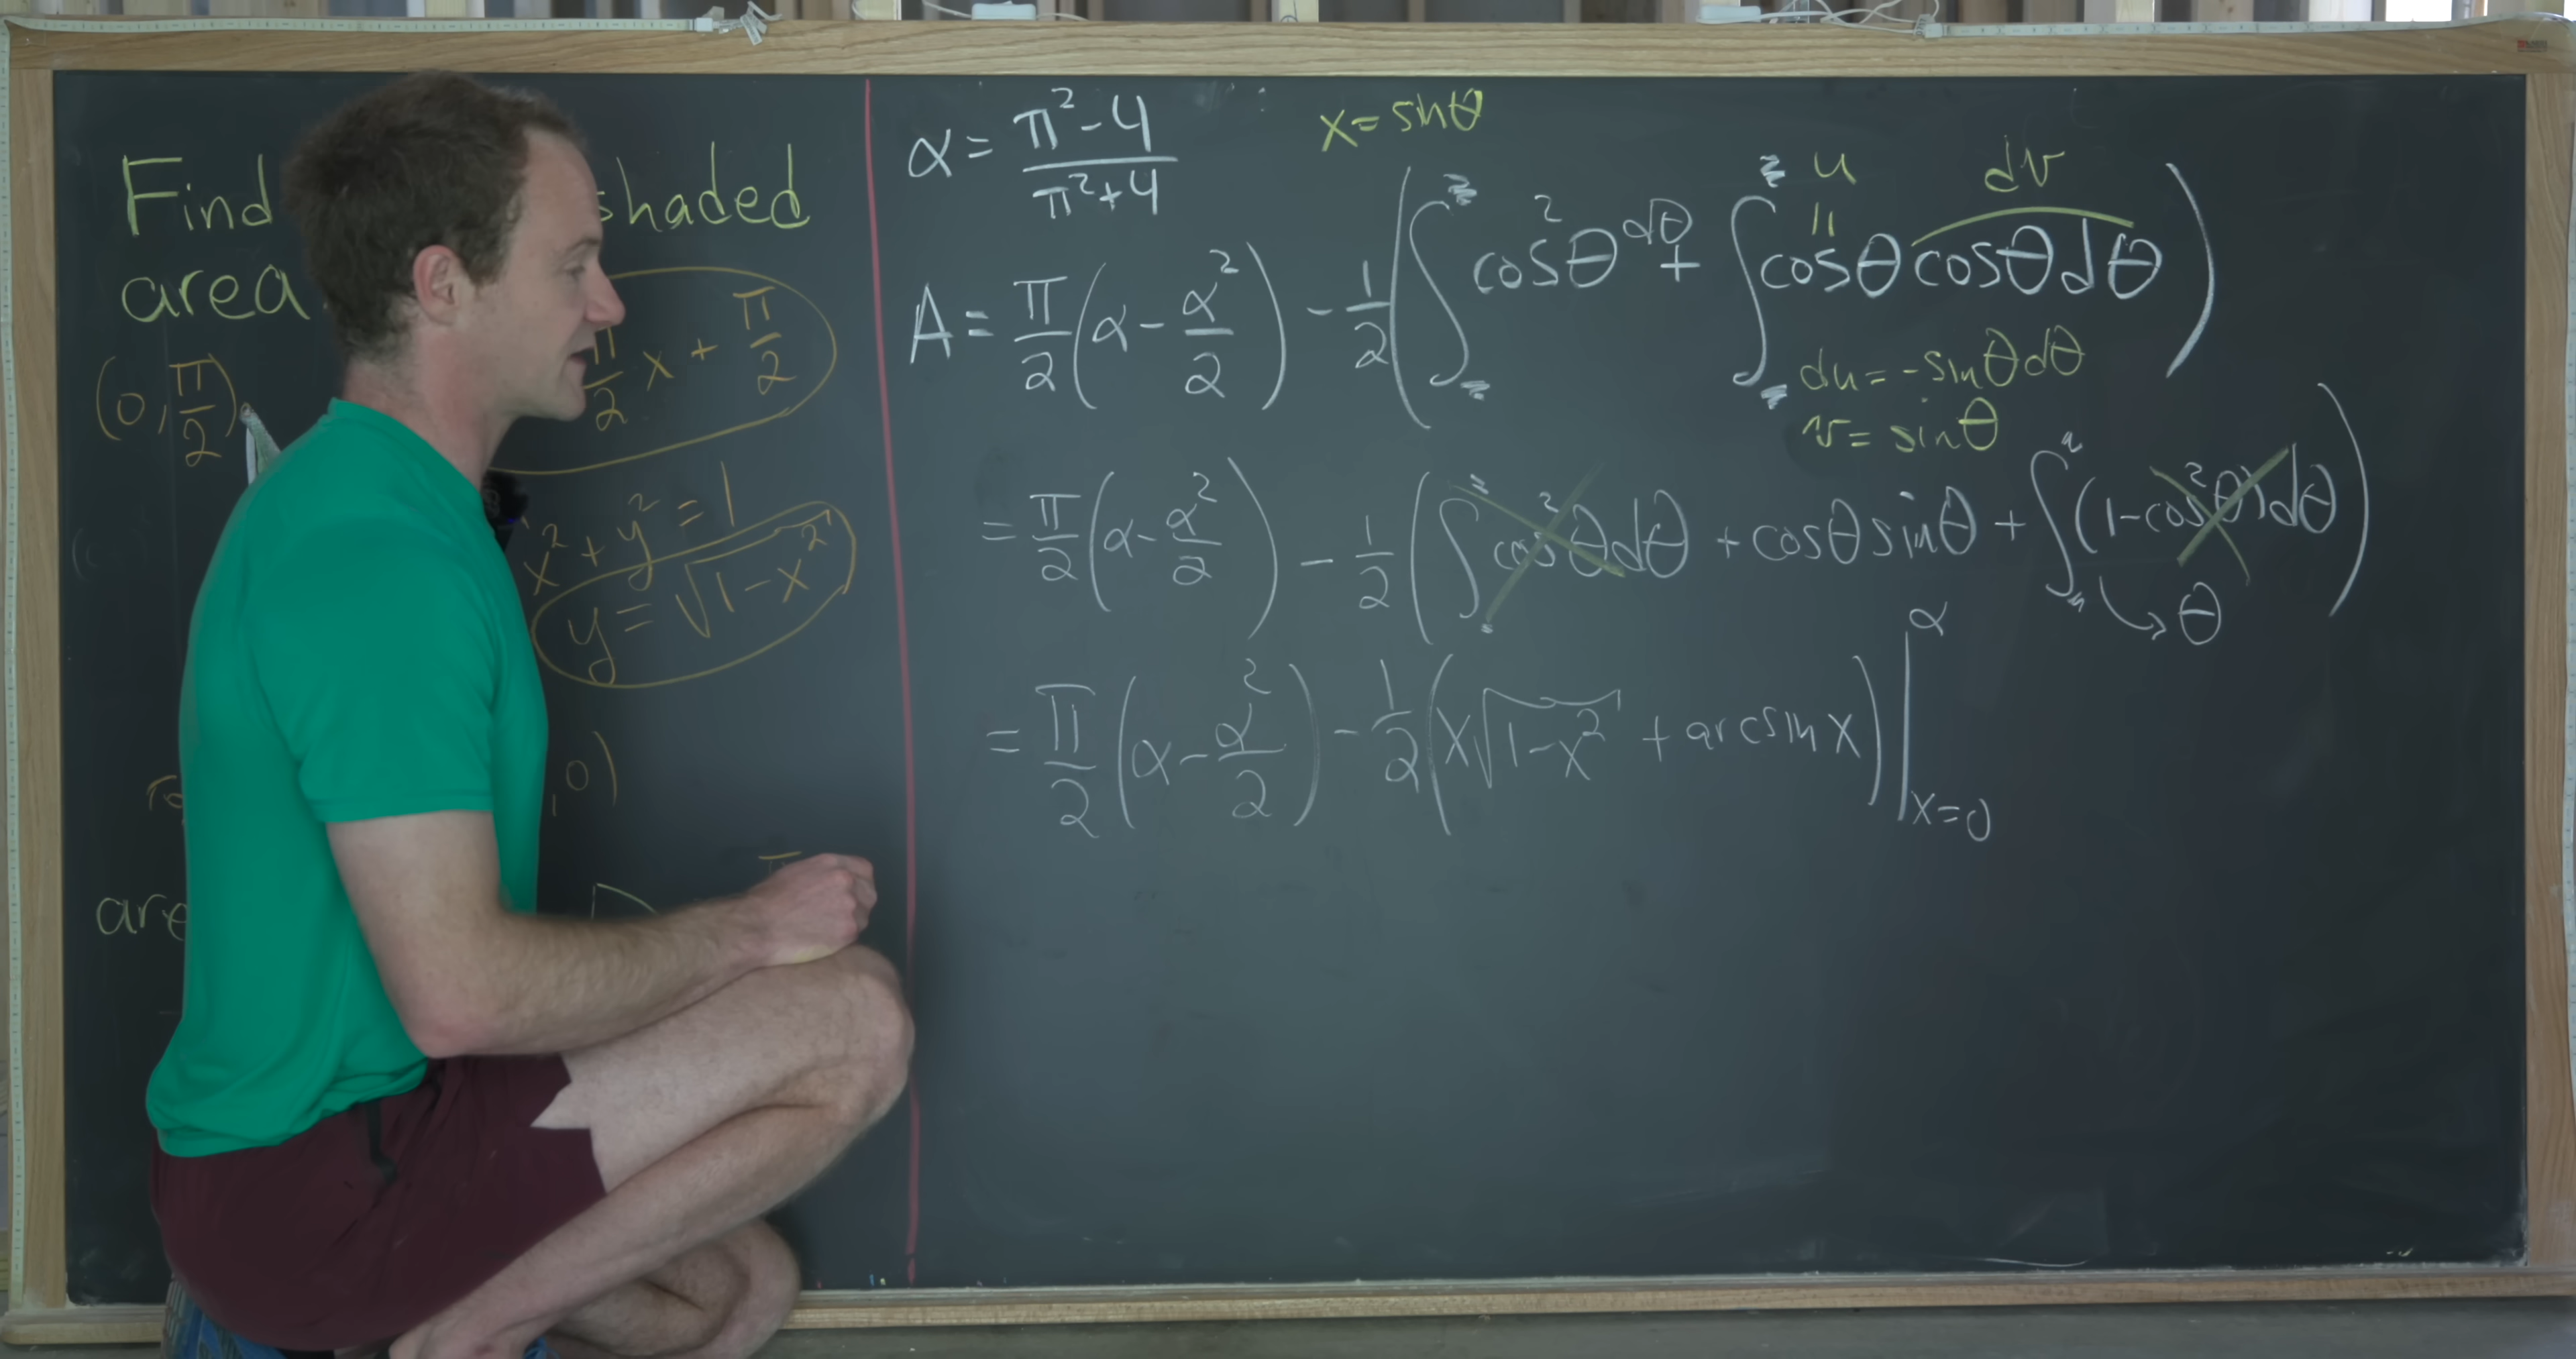 Find shaded
area.
(0, π/2)
π/2 x + π/2
x² + y² = 1
y = √(1-x²)
, 0)
are
α = (π²-4)/(π²+4)
x = sinθ
A = π/2 (α - α²/2) - 1/2 (∫ cos²θ dθ + ∫ cosθ cosθ dθ)
u = dv
du = -sinθ dθ
v = sinθ
= π/2 (α - α²/2) - 1/2 (∫ cos²θ dθ + cosθ sinθ + ∫ (1-cos²θ) dθ)
→ θ
= π/2 (α - α²/2) - 1/2 (x√(1-x²) + arcsin x) |_{x=0}^{α}